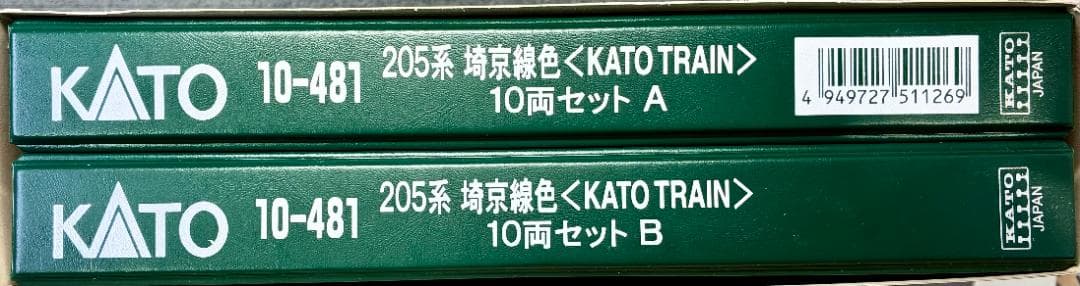 KATO 10-481 205系 埼京線色〈KATO TRAIN〉
10両セット A
4 949727 511269
KATO
JAPAN
KATO 10-481 205系 埼京線色〈KATO TRAIN〉
10両セット B
KATO
JAPAN